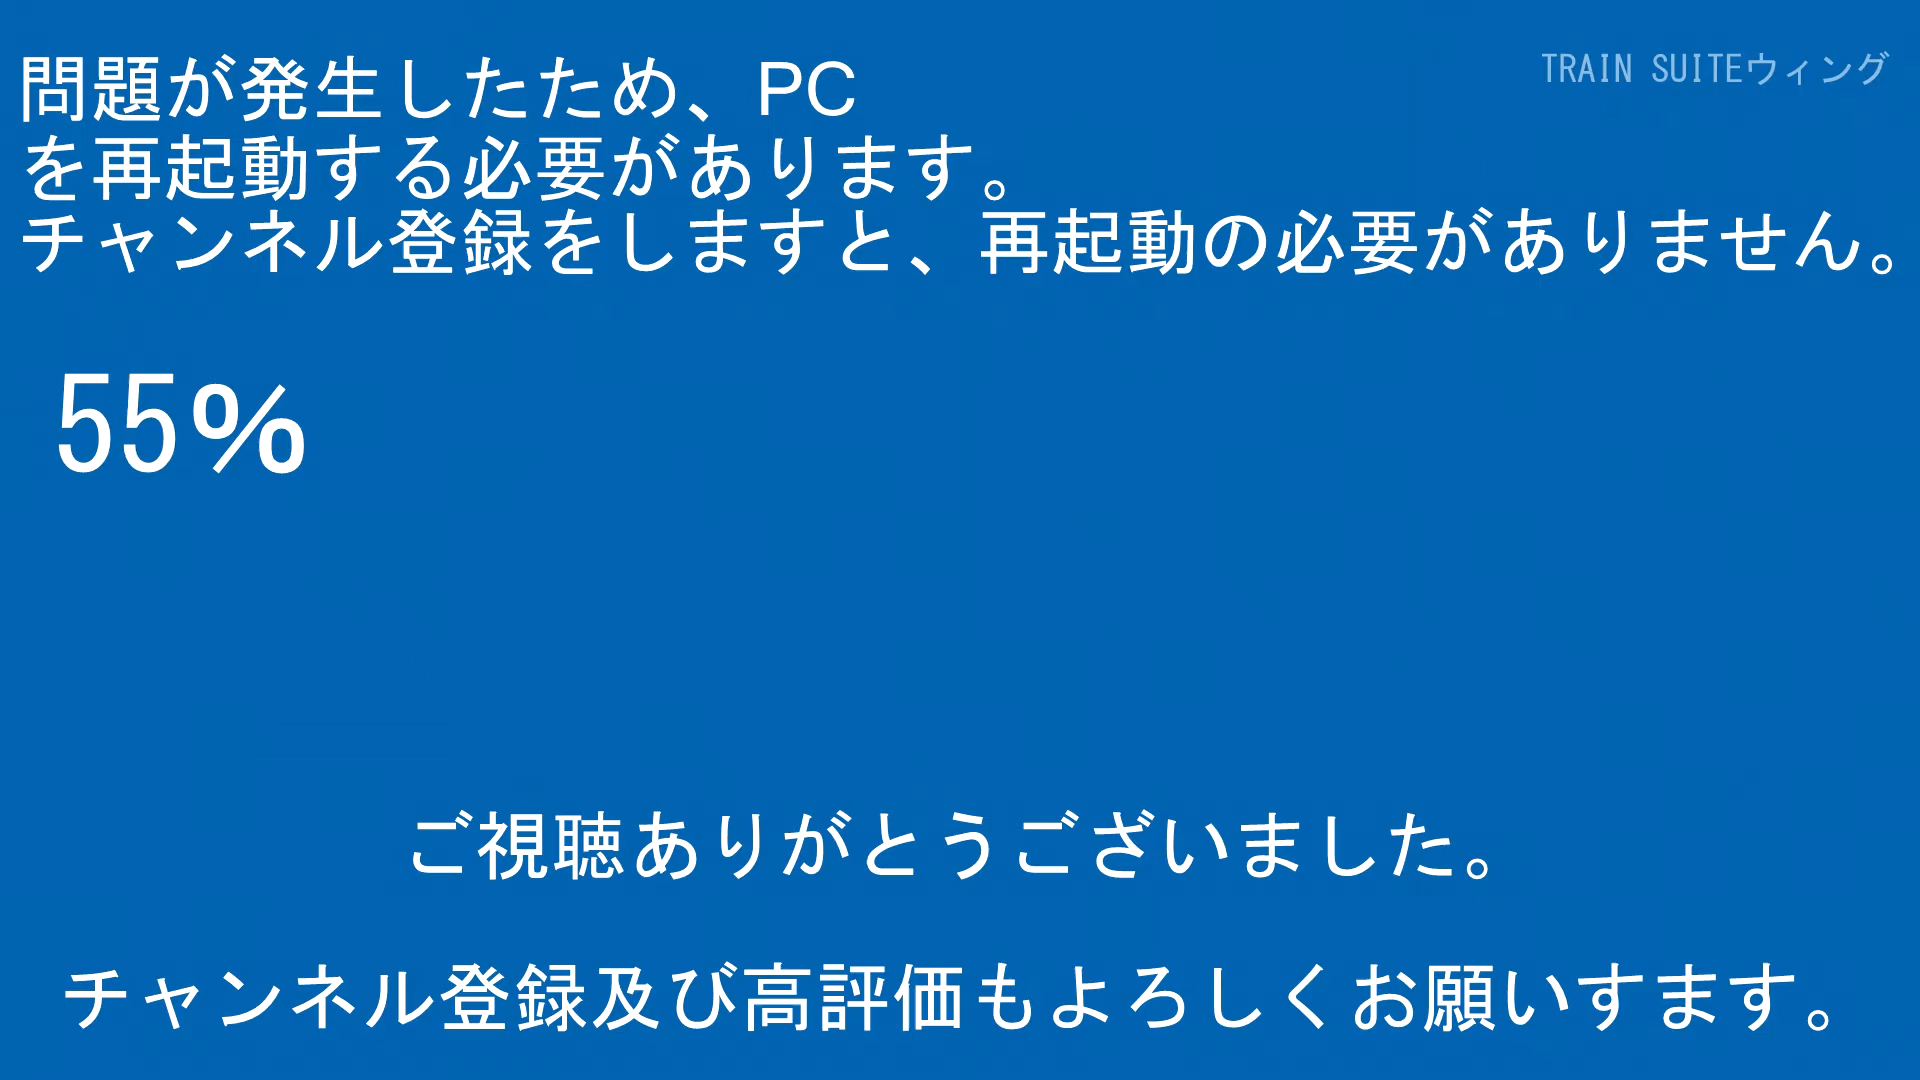 問題が発生したため、PC
を再起動する必要があります。
チャンネル登録をしますと、再起動の必要がありません。
TRAIN SUITEウィング
55%
ご視聴ありがとうございました。
チャンネル登録及び高評価もよろしくお願いすます。